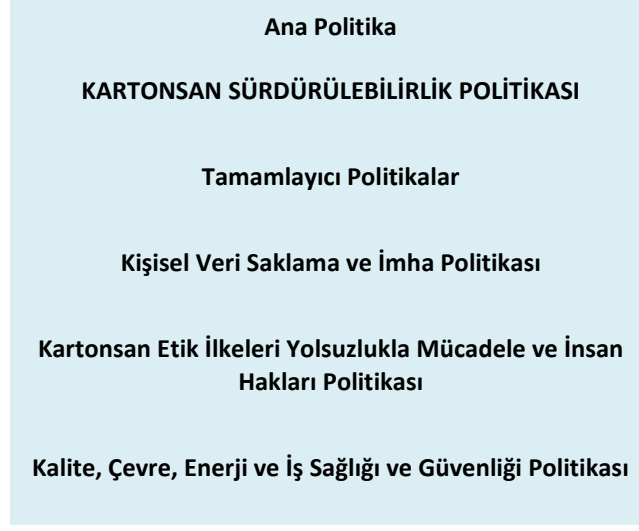 Ana Politika
KARTONSAN SÜRDÜRÜLEBİLİRLİK POLİTİKASI
Tamamlayıcı Politikalar
Kişisel Veri Saklama ve İmha Politikası
Kartonsan Etik İlkeleri Yolsuzlukla Mücadele ve İnsan
Hakları Politikası
Kalite, Çevre, Enerji ve İş Sağlığı ve Güvenliği Politikası